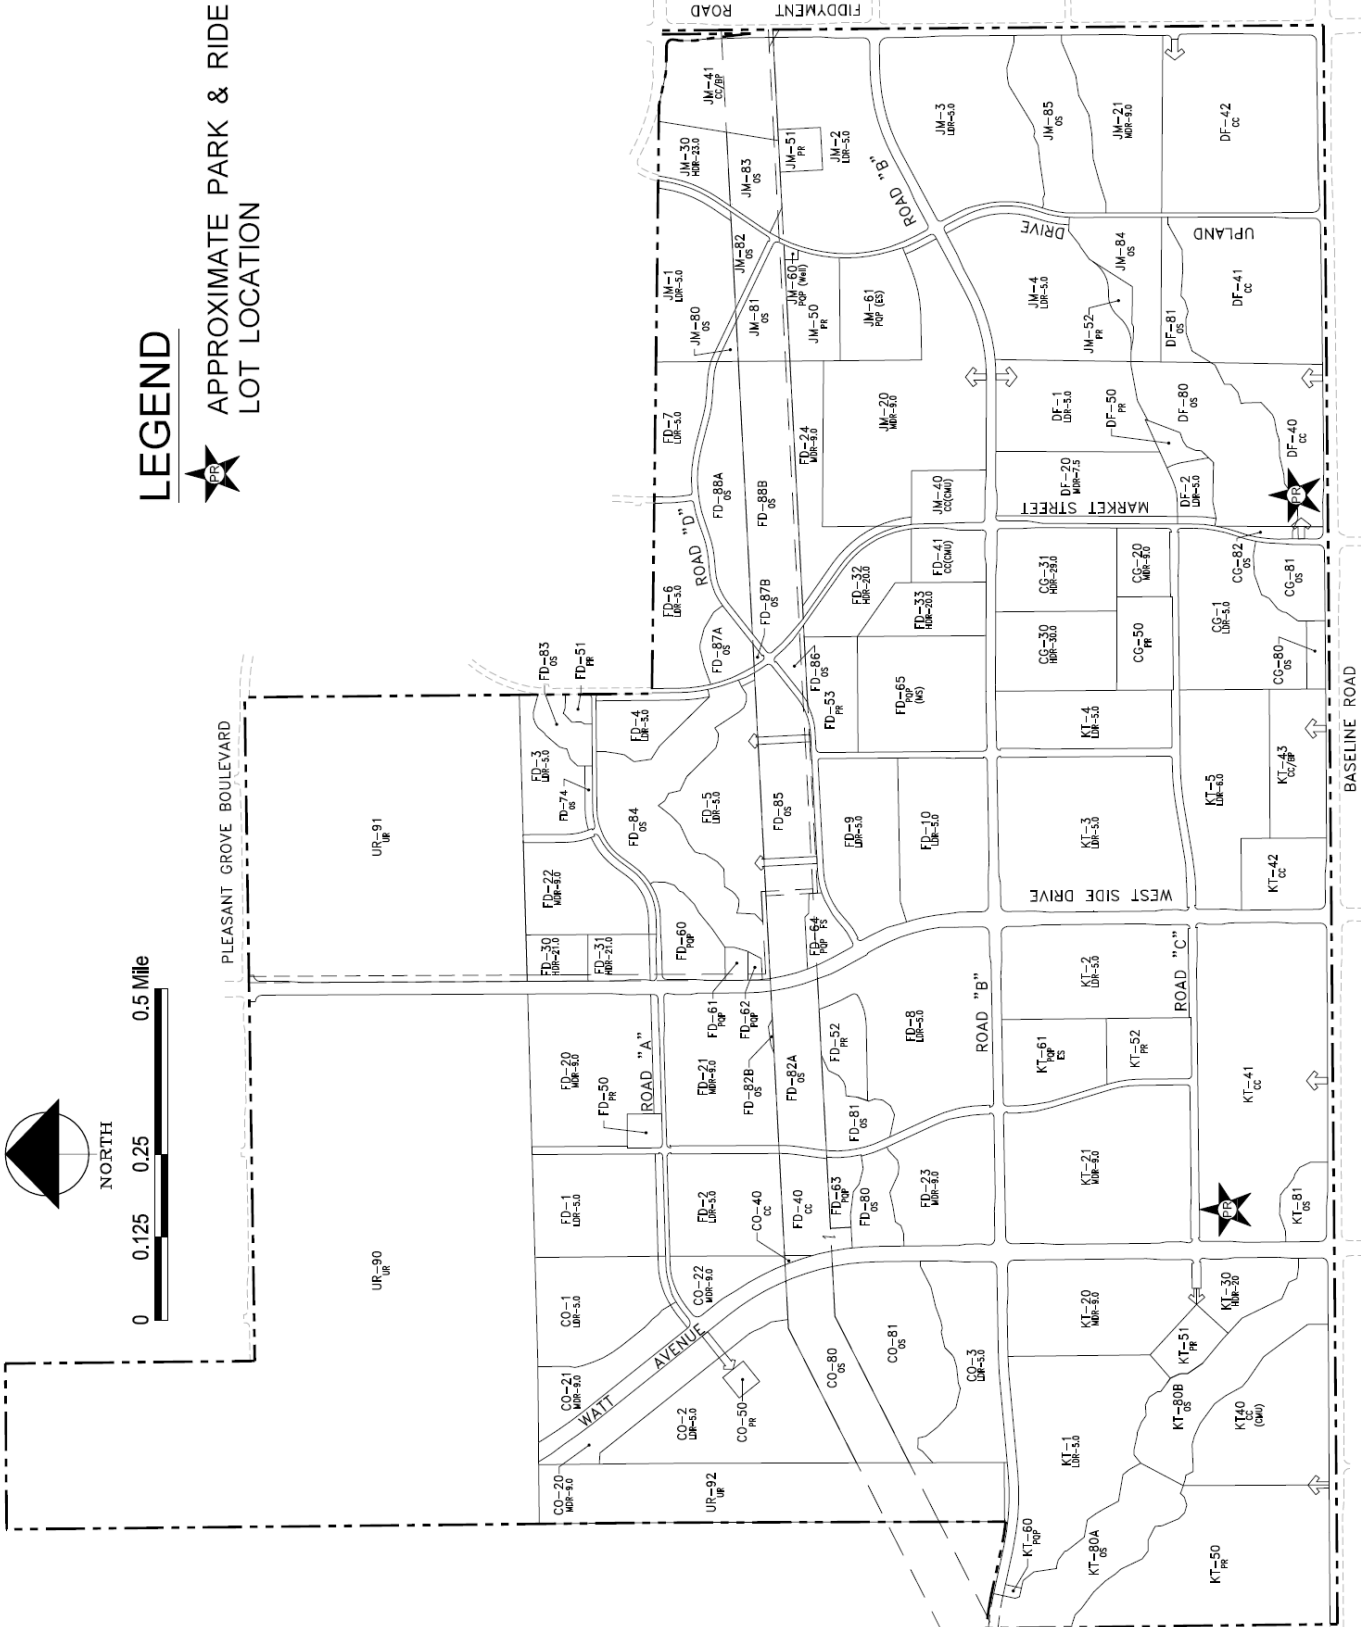 LEGEND
PR
APPROXIMATE PARK & RIDE
LOT LOCATION
NORTH
0 0.125 0.25 0.5 Mile
PLEASANT GROVE BOULEVARD
FIDDYMENT ROAD
BASELINE ROAD
WATT AVENUE
WEST SIDE DRIVE
MARKET STREET
UPLAND DRIVE
ROAD "A"
ROAD "B"
ROAD "B"
ROAD "C"
ROAD "D"
UR-90
UR
UR-91
UR
UR-92
UR
CO-20
MDR-9.0
CO-21
MDR-9.0
CO-1
LDR-5.0
CO-2
LDR-5.0
CO-50
PR
CO-22
MDR-9.0
CO-40
CC
CO-80
OS
CO-81
OS
CO-3
LDR-5.0
FD-1
LDR-5.0
FD-2
LDR-5.0
FD-20
MDR-9.0
FD-50
PR
FD-21
MDR-9.0
FD-30
HDR-21.0
FD-31
HDR-21.0
FD-22
MDR-9.0
FD-3
LDR-5.0
FD-74
OS
FD-83
OS
FD-51
PR
FD-4
LDR-5.0
FD-84
OS
FD-5
LDR-5.0
FD-60
PQP
FD-61
PQP
FD-62
PQP
FD-82B
OS
FD-82A
OS
FD-40
CC
FD-63
PQP
FD-80
OS
FD-81
OS
FD-52
PR
FD-8
LDR-5.0
FD-23
MDR-9.0
FD-64
PQP FS
FD-85
OS
FD-9
LDR-5.0
FD-10
LDR-5.0
FD-53
PR
FD-86
OS
FD-65
PQP
(MS)
FD-87A
OS
FD-87B
OS
FD-6
LDR-5.0
FD-7
LDR-5.0
FD-88A
OS
FD-88B
OS
FD-24
MDR-9.0
FD-32
HDR-20.0
FD-33
HDR-20.0
FD-41
CC(CMU)
JM-40
CC(CMU)
JM-20
MDR-9.0
JM-1
LDR-5.0
JM-80
OS
JM-81
OS
JM-82
OS
JM-83
OS
JM-30
HDR-23.0
JM-41
CC/BP
JM-51
PR
JM-2
LDR-5.0
JM-60
PQP (Well)
JM-50
PR
JM-61
PQP (ES)
JM-3
LDR-5.0
JM-85
OS
JM-21
MDR-9.0
JM-4
LDR-5.0
JM-52
PR
JM-84
OS
DF-42
CC
DF-41
CC
DF-81
OS
DF-80
OS
DF-1
LDR-5.0
DF-50
PR
DF-20
MDR-7.5
DF-2
LDR-5.0
DF-40
CC
PR
CG-31
HDR-29.0
CG-30
HDR-30.0
CG-20
MDR-9.0
CG-50
PR
CG-1
LDR-5.0
CG-82
OS
CG-81
OS
CG-80
OS
KT-4
LDR-5.0
KT-3
LDR-5.0
KT-5
LDR-6.0
KT-43
CC/BP
KT-42
CC
KT-2
LDR-5.0
KT-61
PQP
ES
KT-52
PR
KT-41
CC
KT-21
MDR-9.0
KT-81
OS
PR
KT-20
MDR-9.0
KT-30
HDR-20
KT-51
PR
KT-80B
OS
KT40
CC
(CMU)
KT-1
LDR-5.0
KT-60
PQP
KT-80A
OS
KT-50
PR